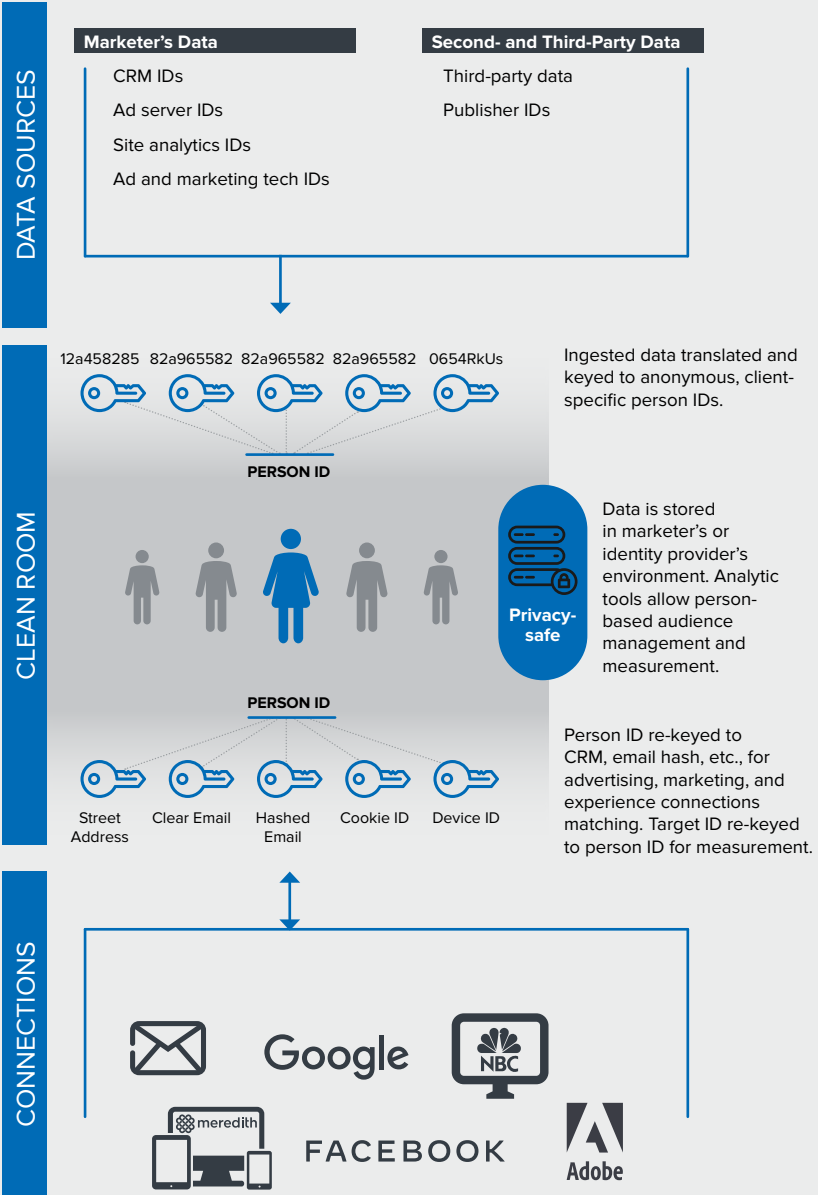 DATA SOURCES
Marketer's Data
CRM IDs
Ad server IDs
Site analytics IDs
Ad and marketing tech IDs
Second- and Third-Party Data
Third-party data
Publisher IDs
CLEAN ROOM
12a458285 82a965582 82a965582 82a965582 0654RkUs
PERSON ID
Ingested data translated and
keyed to anonymous, client-
specific person IDs.
Privacy-
safe
Data is stored
in marketer's or
identity provider's
environment. Analytic
tools allow person-
based audience
management and
measurement.
PERSON ID
Street
Address
Clear Email
Hashed
Email
Cookie ID
Device ID
Person ID re-keyed to
CRM, email hash, etc., for
advertising, marketing, and
experience connections
matching. Target ID re-keyed
to person ID for measurement.
CONNECTIONS
Google
NBC
meredith
FACEBOOK
Adobe